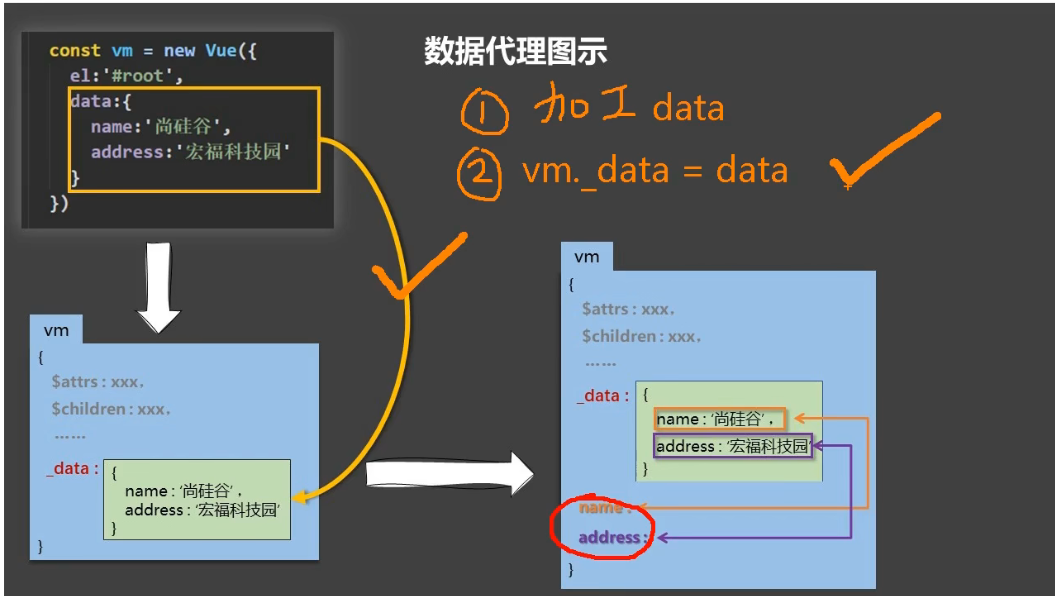 const vm = new Vue({
el:'#root',
data:{
name:'尚硅谷',
address:'宏福科技园'
}
})
数据代理图示
① 加工 data
② vm._data = data
vm
{
$attrs : xxx,
$children : xxx,
……
_data : {
name : '尚硅谷' ,
address : '宏福科技园'
}
}
vm
{
$attrs : xxx,
$children : xxx,
……
_data : {
name : '尚硅谷' ,
address : '宏福科技园'
}
name :
address :
}